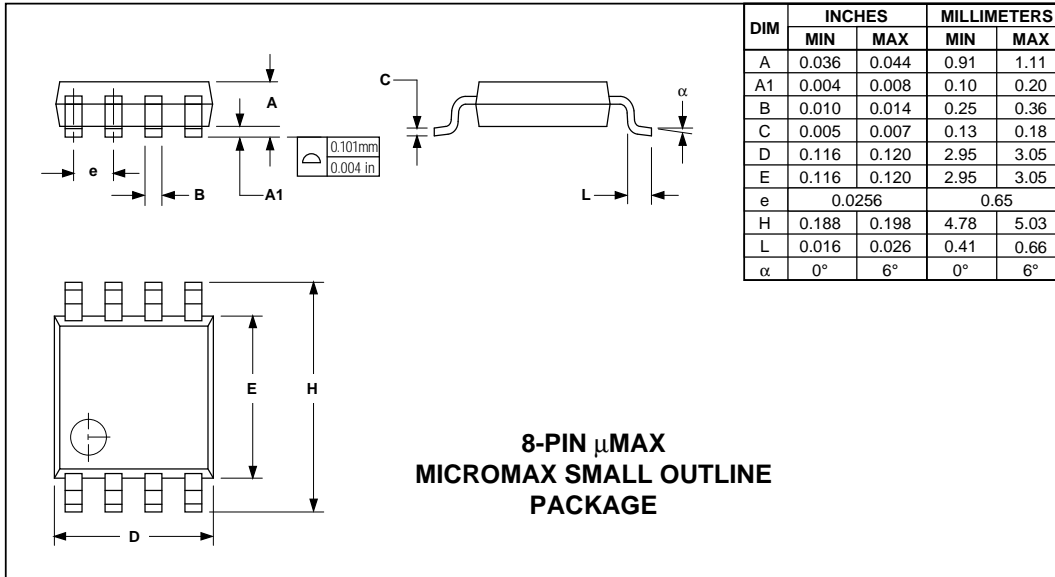 DIM INCHES MILLIMETERS
MIN MAX MIN MAX
A 0.036 0.044 0.91 1.11
A1 0.004 0.008 0.10 0.20
B 0.010 0.014 0.25 0.36
C 0.005 0.007 0.13 0.18
D 0.116 0.120 2.95 3.05
E 0.116 0.120 2.95 3.05
e 0.0256 0.65
H 0.188 0.198 4.78 5.03
L 0.016 0.026 0.41 0.66
α 0° 6° 0° 6°
C
α
A
0.101mm
0.004 in
e
B
A1
L
E
H
D
8-PIN μMAX
MICROMAX SMALL OUTLINE
PACKAGE